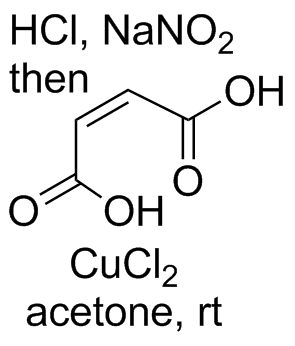 HCl, NaNO2
then
OH
O
O
OH
CuCl2
acetone, rt